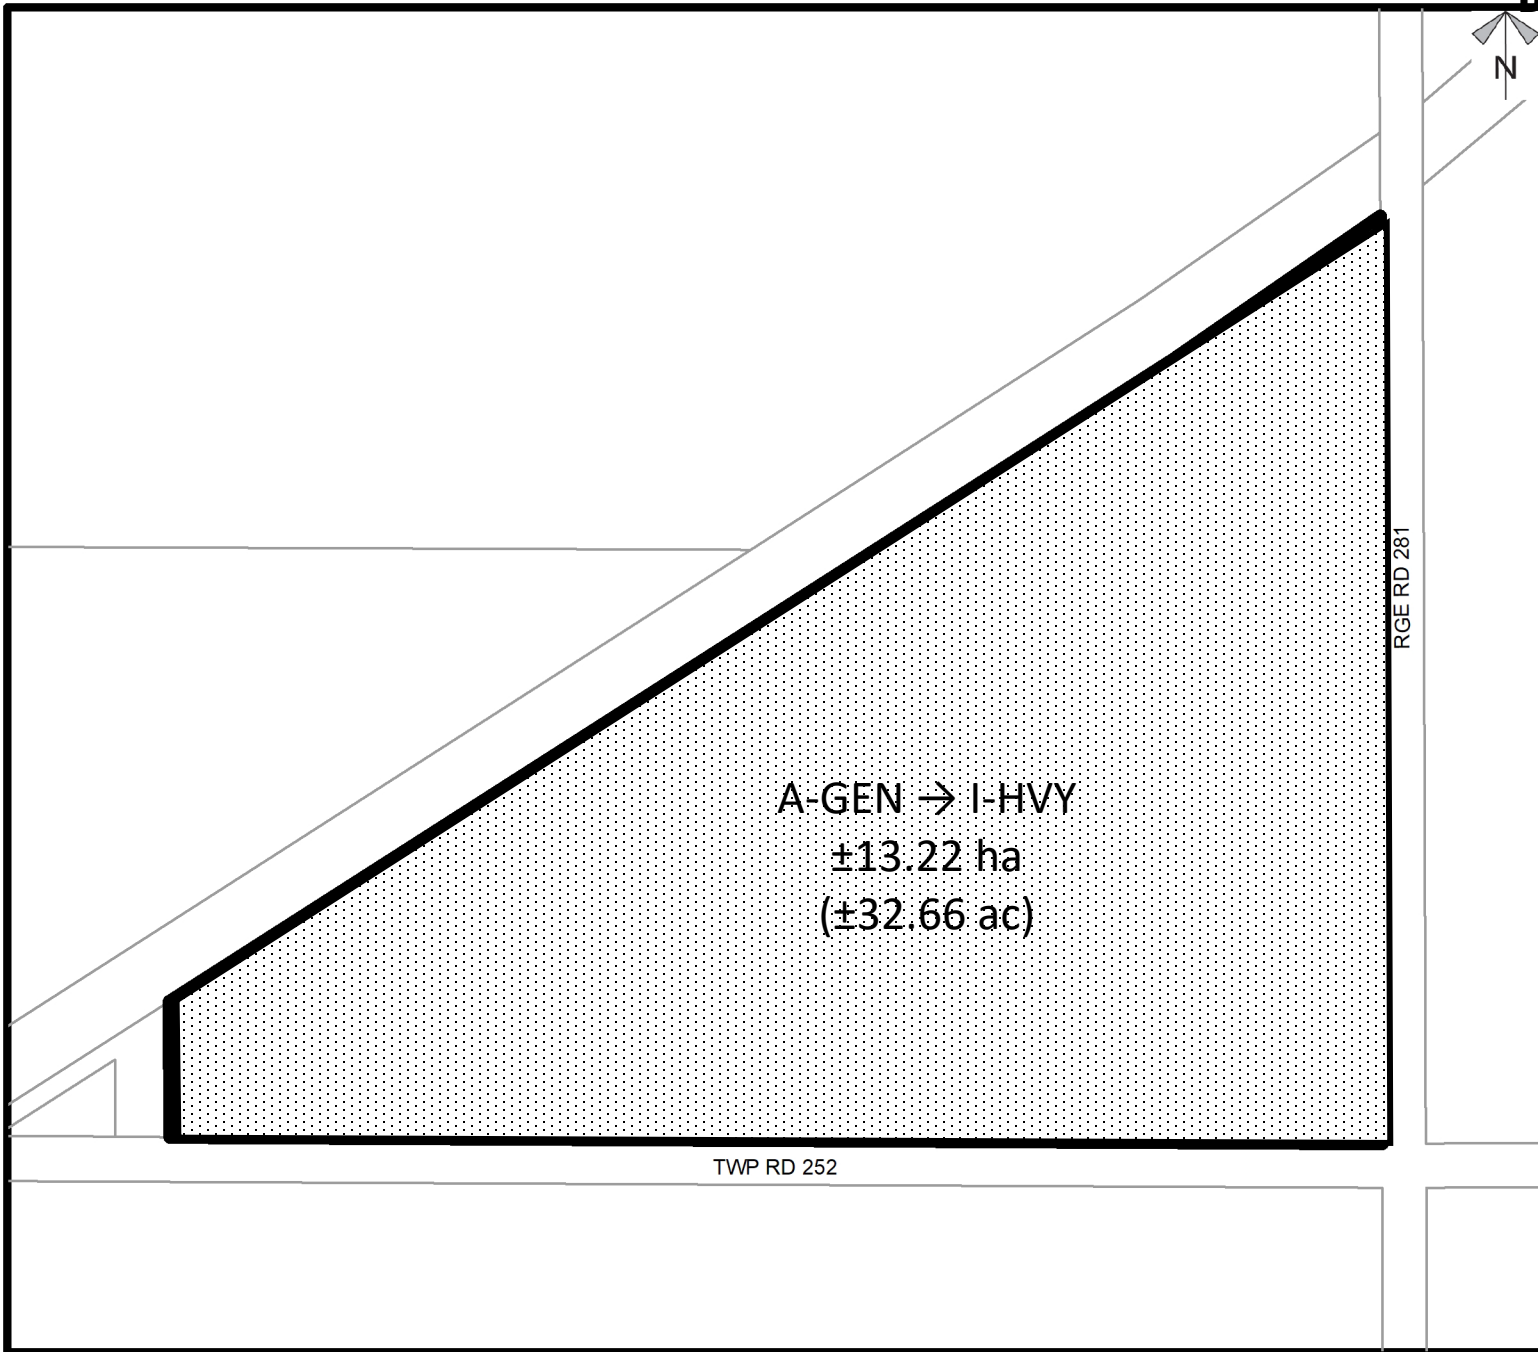 N
RGE RD 281
A-GEN → I-HVY
±13.22 ha
(±32.66 ac)
TWP RD 252